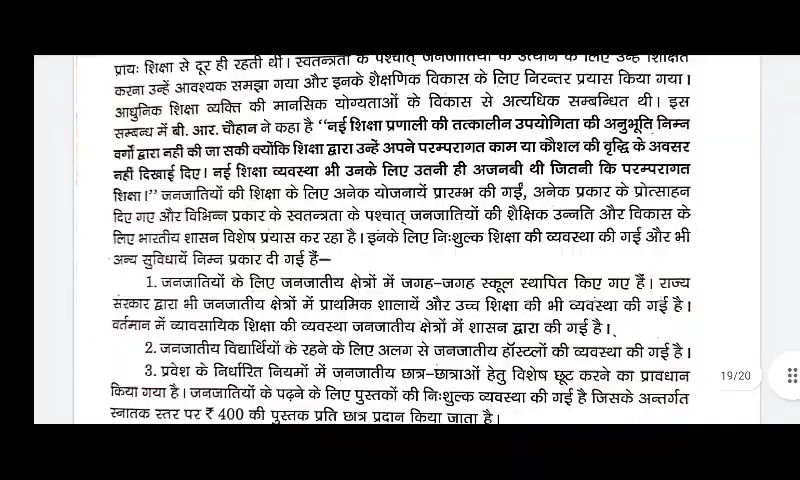 प्रायः शिक्षा से दूर ही रहती थी। स्वतन्त्रता के पश्चात् जनजातियों के उत्थान के लिए उन्हें शिक्षित
करना उन्हें आवश्यक समझा गया और इनके शैक्षणिक विकास के लिए निरन्तर प्रयास किया गया।
आधुनिक शिक्षा व्यक्ति की मानसिक योग्यताओं के विकास से अत्यधिक सम्बन्धित थी। इस
सम्बन्ध में बी. आर. चौहान ने कहा है ‘‘नई शिक्षा प्रणाली की तत्कालीन उपयोगिता की अनुभूति निम्न
वर्गों द्वारा नहीं की जा सकी क्योंकि शिक्षा द्वारा उन्हें अपने परम्परागत काम या कौशल की वृद्धि के अवसर
नहीं दिखाई दिए। नई शिक्षा व्यवस्था भी उनके लिए उतनी ही अजनबी थी जितनी कि परम्परागत
शिक्षा।’’ जनजातियों की शिक्षा के लिए अनेक योजनायें प्रारम्भ की गईं, अनेक प्रकार के प्रोत्साहन
दिए गए और विभिन्न प्रकार के स्वतन्त्रता के पश्चात् जनजातियों की शैक्षिक उन्नति और विकास के
लिए भारतीय शासन विशेष प्रयास कर रहा है। इनके लिए निःशुल्क शिक्षा की व्यवस्था की गई और भी
अन्य सुविधायें निम्न प्रकार दी गई हैं—
1. जनजातियों के लिए जनजातीय क्षेत्रों में जगह-जगह स्कूल स्थापित किए गए हैं। राज्य
सरकार द्वारा भी जनजातीय क्षेत्रों में प्राथमिक शालायें और उच्च शिक्षा की भी व्यवस्था की गई है।
वर्तमान में व्यावसायिक शिक्षा की व्यवस्था जनजातीय क्षेत्रों में शासन द्वारा की गई है।
2. जनजातीय विद्यार्थियों के रहने के लिए अलग से जनजातीय हॉस्टलों की व्यवस्था की गई है।
3. प्रवेश के निर्धारित नियमों में जनजातीय छात्र-छात्राओं हेतु विशेष छूट करने का प्रावधान
19/20
किया गया है। जनजातियों के पढ़ने के लिए पुस्तकों की निःशुल्क व्यवस्था की गई है जिसके अन्तर्गत
स्नातक स्तर पर ₹ 400 की पुस्तक प्रति छात्र प्रदान किया जाता है।